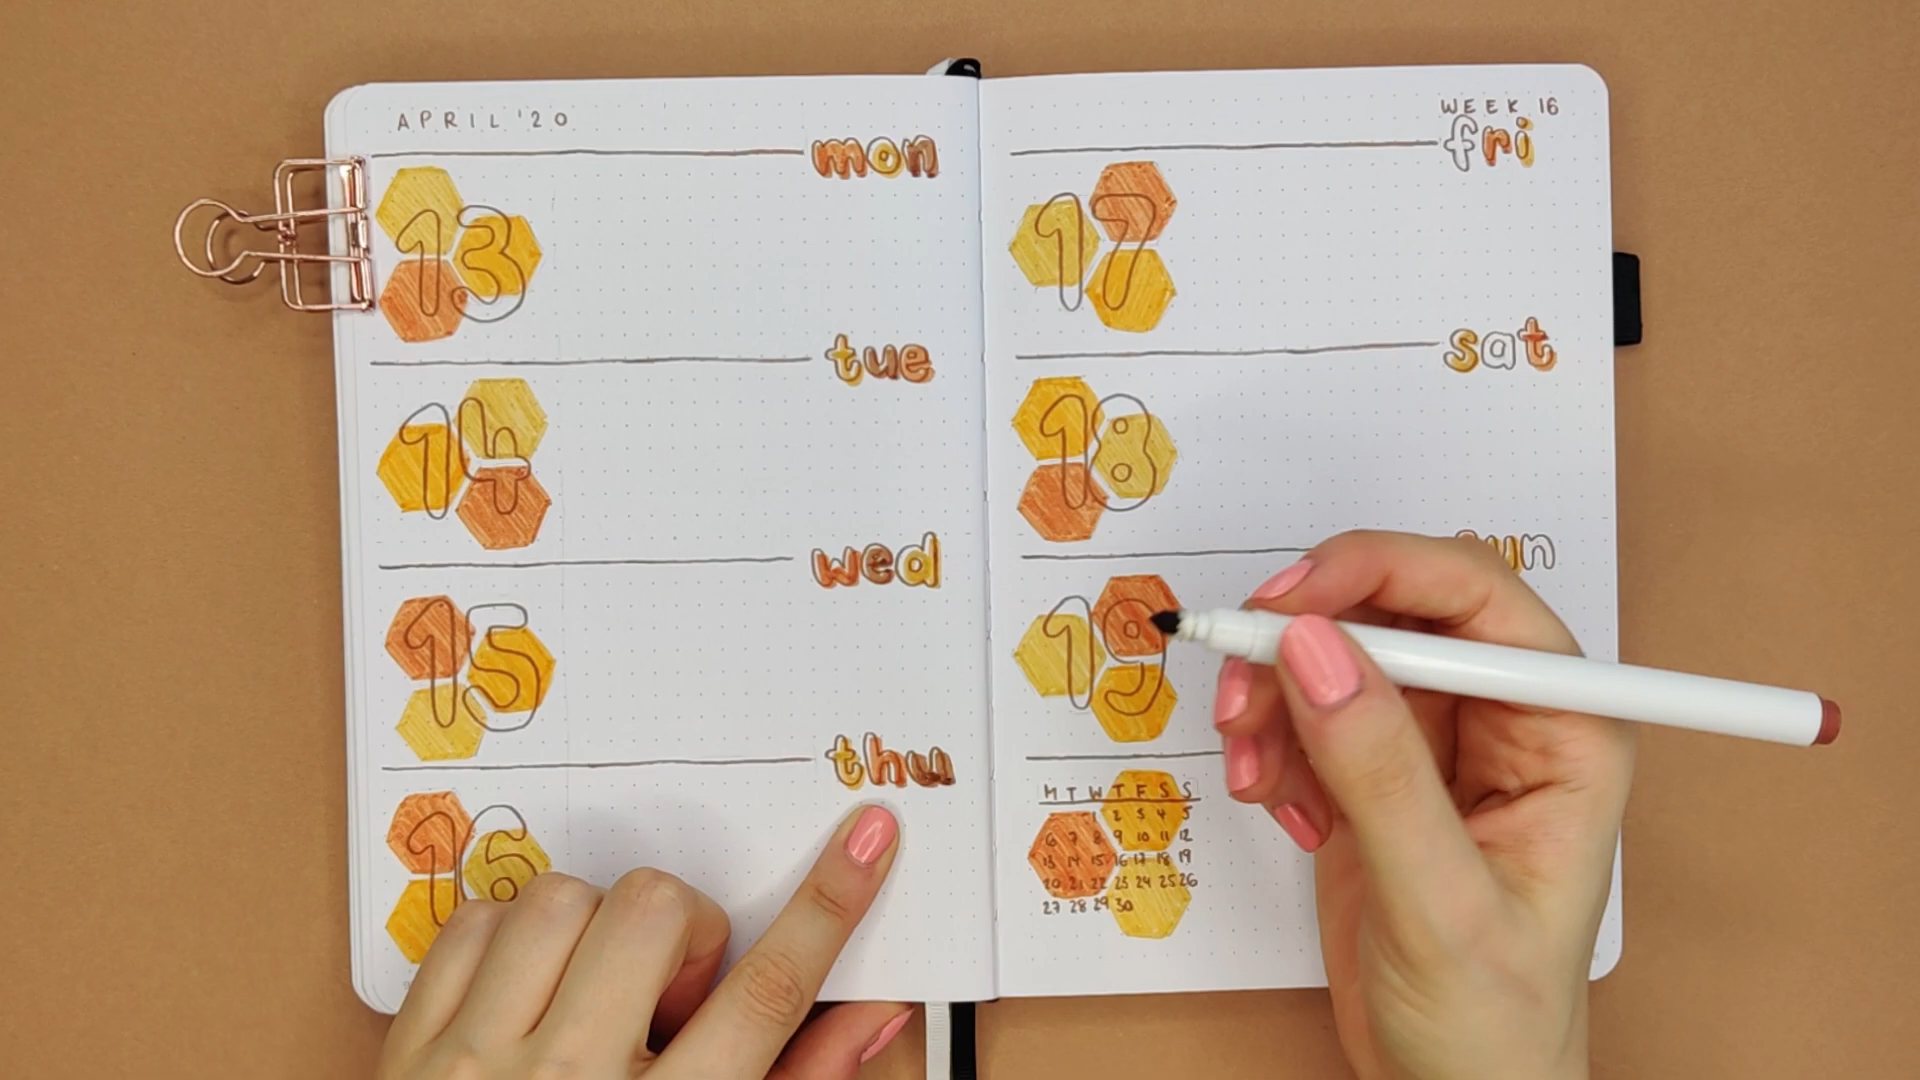 APRIL '20
mon
13
tue
14
wed
15
thu
16
WEEK 16
fri
17
sat
18
sun
19
M T W T F S S
1 2 3 4 5
6 7 8 9 10 11 12
13 14 15 16 17 18 19
20 21 22 23 24 25 26
27 28 29 30